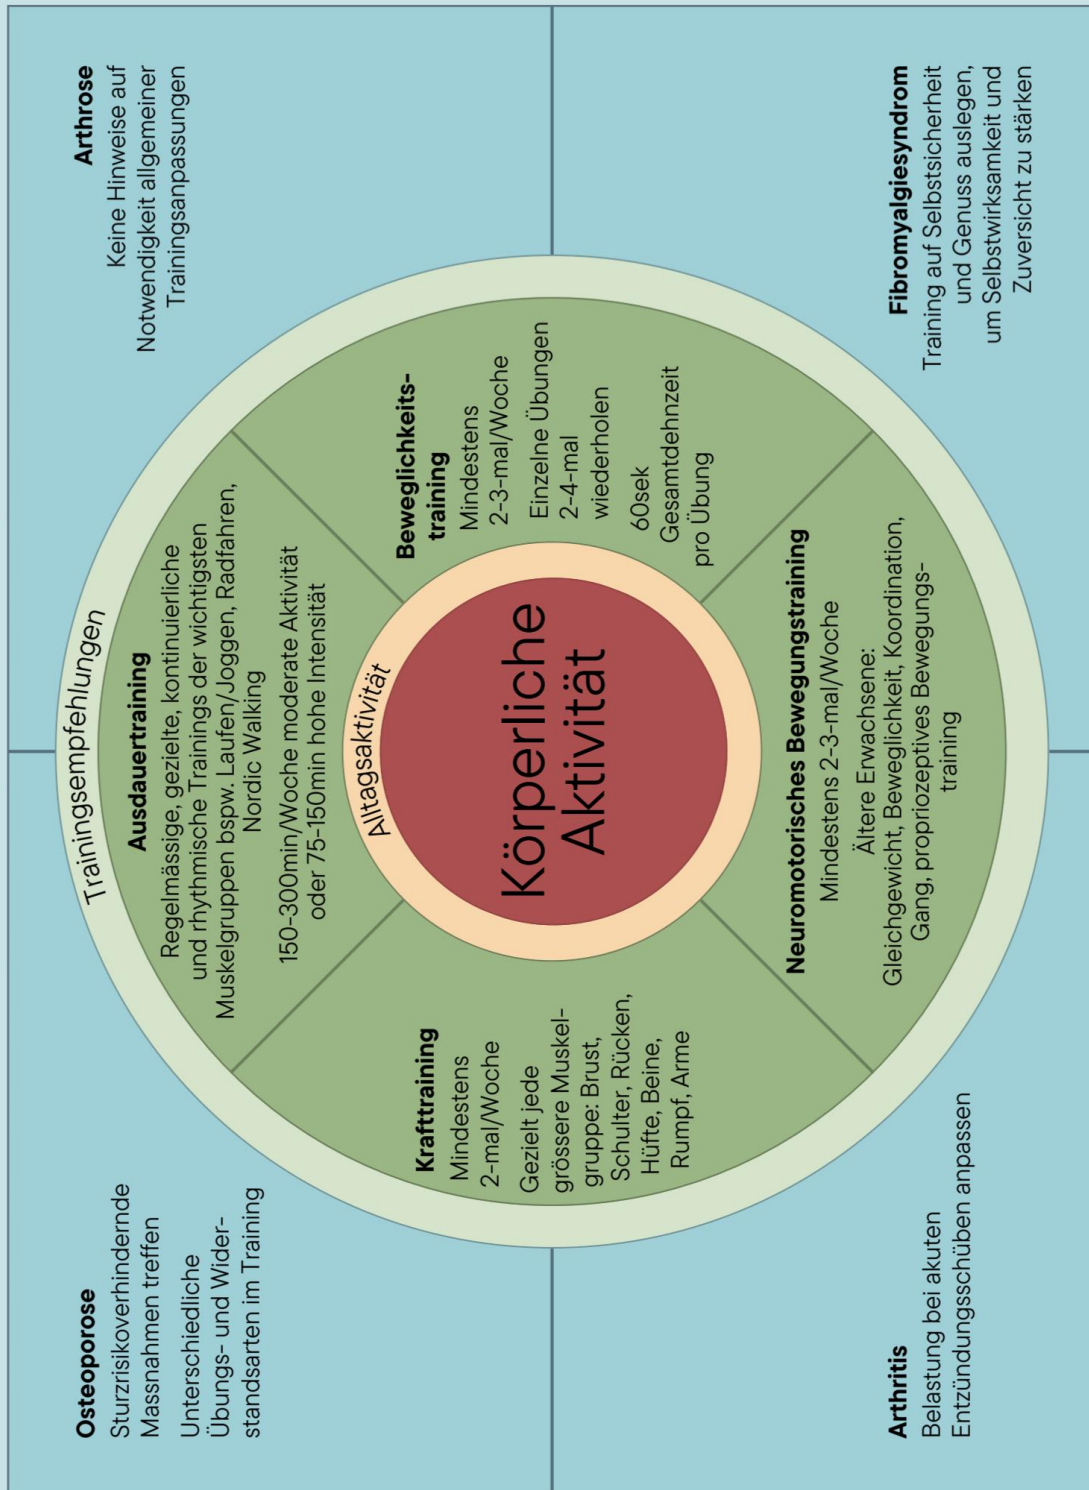 Osteoporose
Sturzrisikoverhindernde
Massnahmen treffen
Unterschiedliche
Übungs- und Wider-
standsarten im Training
Trainingsempfehlungen
Arthrose
Keine Hinweise auf
Notwendigkeit allgemeiner
Trainingsanpassungen
Ausdauertraining
Regelmässige, gezielte, kontinuierliche
und rhythmische Trainings der wichtigsten
Muskelgruppen bspw. Laufen/Joggen, Radfahren,
Nordic Walking
150-300min/Woche moderate Aktivität
oder 75-150min hohe Intensität
Krafttraining
Mindestens
2-mal/Woche
Gezielt jede
grössere Muskel-
gruppe: Brust,
Schulter, Rücken,
Hüfte, Beine,
Rumpf, Arme
Alltagsaktivität
Körperliche
Aktivität
Beweglichkeits-
training
Mindestens
2-3-mal/Woche
Einzelne Übungen
2-4-mal
wiederholen
60sek
Gesamtdehnzeit
pro Übung
Neuromotorisches Bewegungstraining
Mindestens 2-3-mal/Woche
Ältere Erwachsene:
Gleichgewicht, Beweglichkeit, Koordination,
Gang, propriozeptives Bewegungs-
training
Arthritis
Belastung bei akuten
Entzündungsschüben anpassen
Fibromyalgiesyndrom
Training auf Selbstsicherheit
und Genuss auslegen,
um Selbstwirksamkeit und
Zuversicht zu stärken